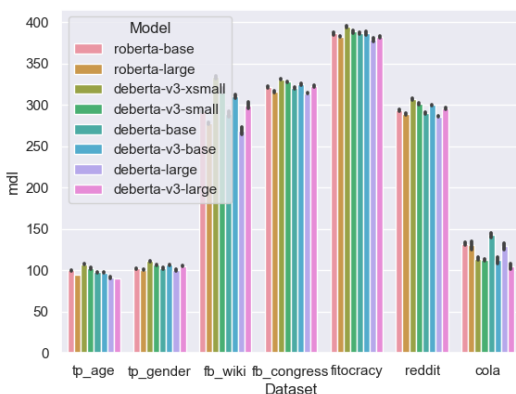 Model
roberta-base
roberta-large
deberta-v3-xsmall
deberta-v3-small
deberta-base
deberta-v3-base
deberta-large
deberta-v3-large
mdl
400
350
300
250
200
150
100
50
0
tp_age tp_gender fb_wiki fb_congress fitocracy reddit cola
Dataset